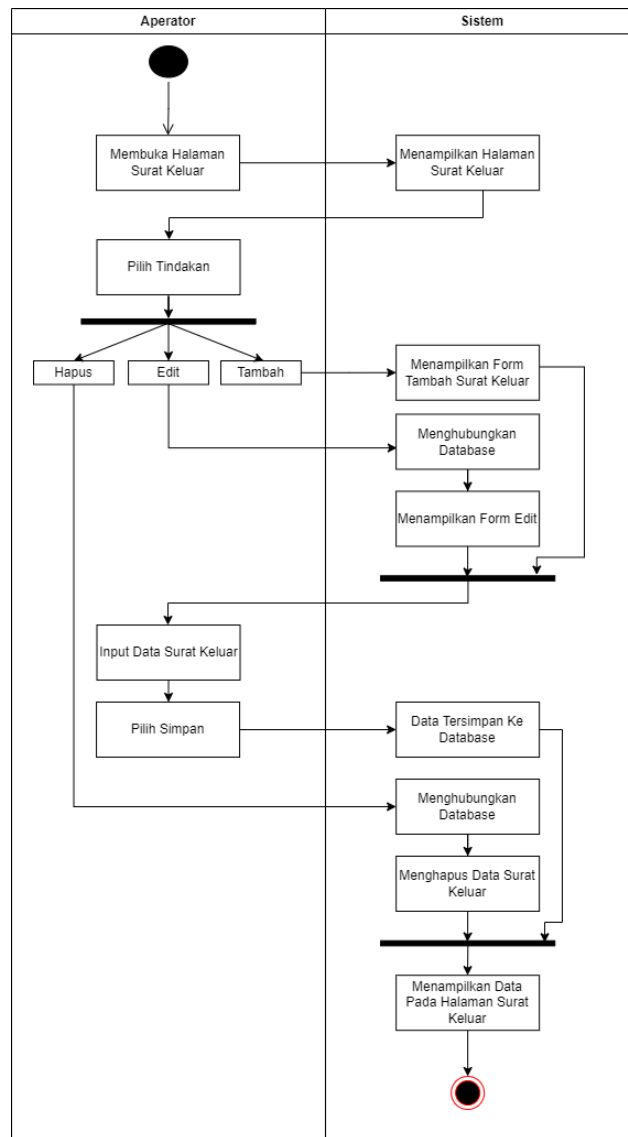 Aperator
Sistem
Membuka Halaman
Surat Keluar
Menampilkan Halaman
Surat Keluar
Pilih Tindakan
Hapus
Edit
Tambah
Menampilkan Form
Tambah Surat Keluar
Menghubungkan
Database
Menampilkan Form Edit
Input Data Surat Keluar
Pilih Simpan
Data Tersimpan Ke
Database
Menghubungkan
Database
Menghapus Data Surat
Keluar
Menampilkan Data
Pada Halaman Surat
Keluar